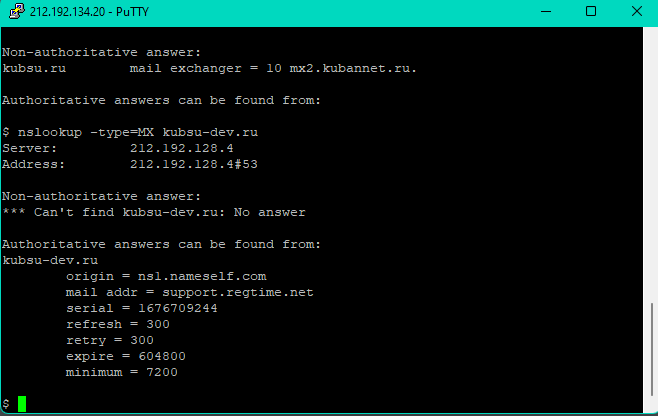 212.192.134.20 - PuTTY
Non-authoritative answer:
kubsu.ru        mail exchanger = 10 mx2.kubannet.ru.
Authoritative answers can be found from:
$ nslookup -type=MX kubsu-dev.ru
Server:         212.192.128.4
Address:        212.192.128.4#53
Non-authoritative answer:
*** Can't find kubsu-dev.ru: No answer
Authoritative answers can be found from:
kubsu-dev.ru
        origin = ns1.nameself.com
        mail addr = support.regtime.net
        serial = 1676709244
        refresh = 300
        retry = 300
        expire = 604800
        minimum = 7200
$